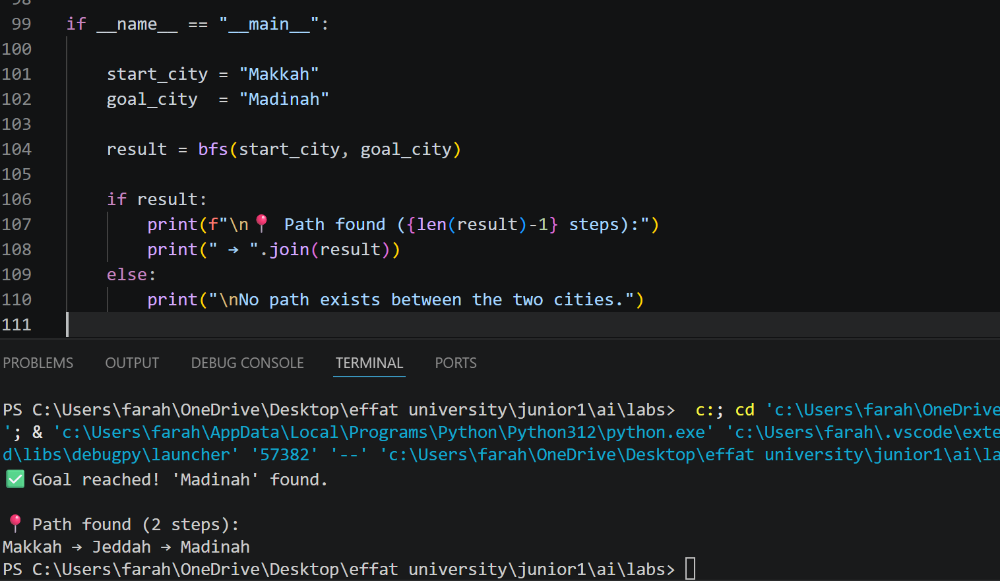 98
99 if __name__ == "__main__":
100
101 start_city = "Makkah"
102 goal_city  = "Madinah"
103
104 result = bfs(start_city, goal_city)
105
106 if result:
107 print(f"\n📍 Path found ({len(result)-1} steps):")
108 print(" → ".join(result))
109 else:
110 print("\nNo path exists between the two cities.")
111
PROBLEMS OUTPUT DEBUG CONSOLE TERMINAL PORTS
PS C:\Users\farah\OneDrive\Desktop\effat university\junior1\ai\labs>  c:; cd 'c:\Users\farah\OneDrive
'; & 'c:\Users\farah\AppData\Local\Programs\Python\Python312\python.exe' 'c:\Users\farah\.vscode\exte
d\libs\debugpy\launcher' '57382' '--' 'c:\Users\farah\OneDrive\Desktop\effat university\junior1\ai\la
✅ Goal reached! 'Madinah' found.
📍 Path found (2 steps):
Makkah → Jeddah → Madinah
PS C:\Users\farah\OneDrive\Desktop\effat university\junior1\ai\labs>